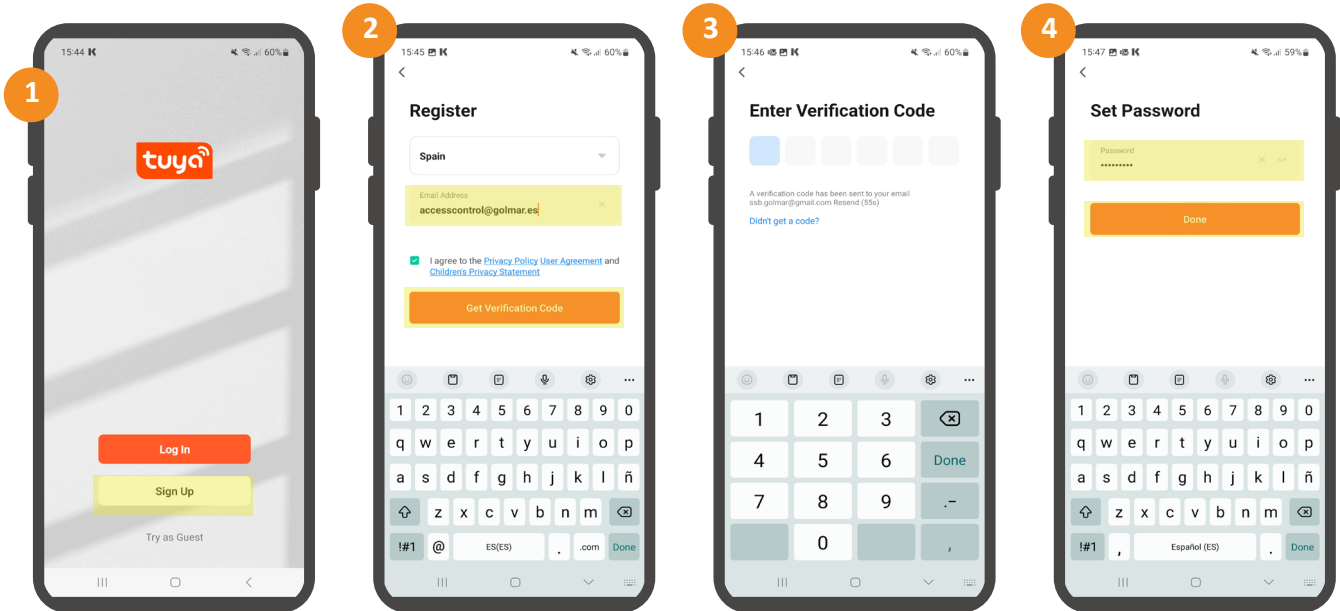 1
15:44 K 60%
tuya
Log In
Sign Up
Try as Guest
2
15:45 K 60%
Register
Spain
Email Address
accesscontrol@golmar.es
I agree to the Privacy Policy User Agreement and
Children's Privacy Statement
Get Verification Code
1 2 3 4 5 6 7 8 9 0
q w e r t y u i o p
a s d f g h j k l ñ
z x c v b n m
!#1 @ ES(ES) . .com Done
3
15:46 K 60%
Enter Verification Code
A verification code has been sent to your email
ssb.golmar@gmail.com Resend (55s)
Didn't get a code?
1 2 3
4 5 6 Done
7 8 9 .-
0 ,
4
15:47 K 59%
Set Password
Password
•••••••••
Done
1 2 3 4 5 6 7 8 9 0
q w e r t y u i o p
a s d f g h j k l ñ
z x c v b n m
!#1 , Español (ES) . Done